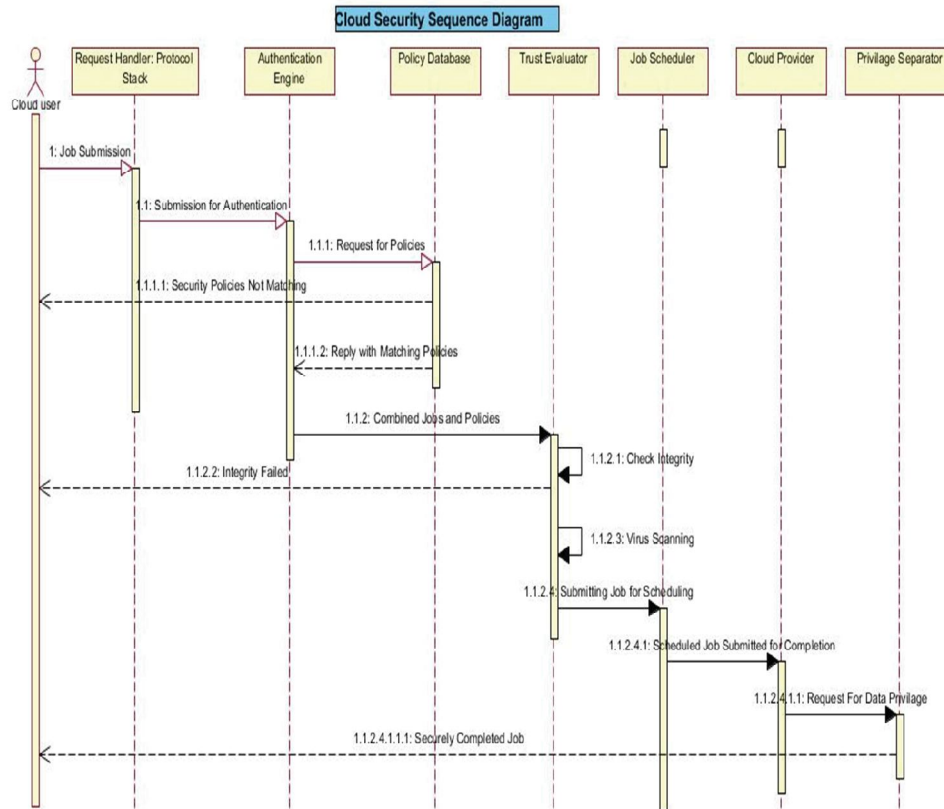 Cloud Security Sequence Diagram
Request Handler: Protocol
Stack
Authentication
Engine
Policy Database
Trust Evaluator
Job Scheduler
Cloud Provider
Privilage Separator
Cloud user
1: Job Submission
1.1: Submission for Authentication
1.1.1: Request for Policies
1.1.1.1: Security Policies Not Matching
1.1.1.2: Reply with Matching Policies
1.1.2: Combined Jobs and Policies
1.1.2.1: Check Integrity
1.1.2.2: Integrity Failed
1.1.2.3: Virus Scanning
1.1.2.4: Submitting Job for Scheduling
1.1.2.4.1: Scheduled Job Submitted for Completion
1.1.2.4.1.1: Request For Data Privilage
1.1.2.4.1.1.1: Securely Completed Job